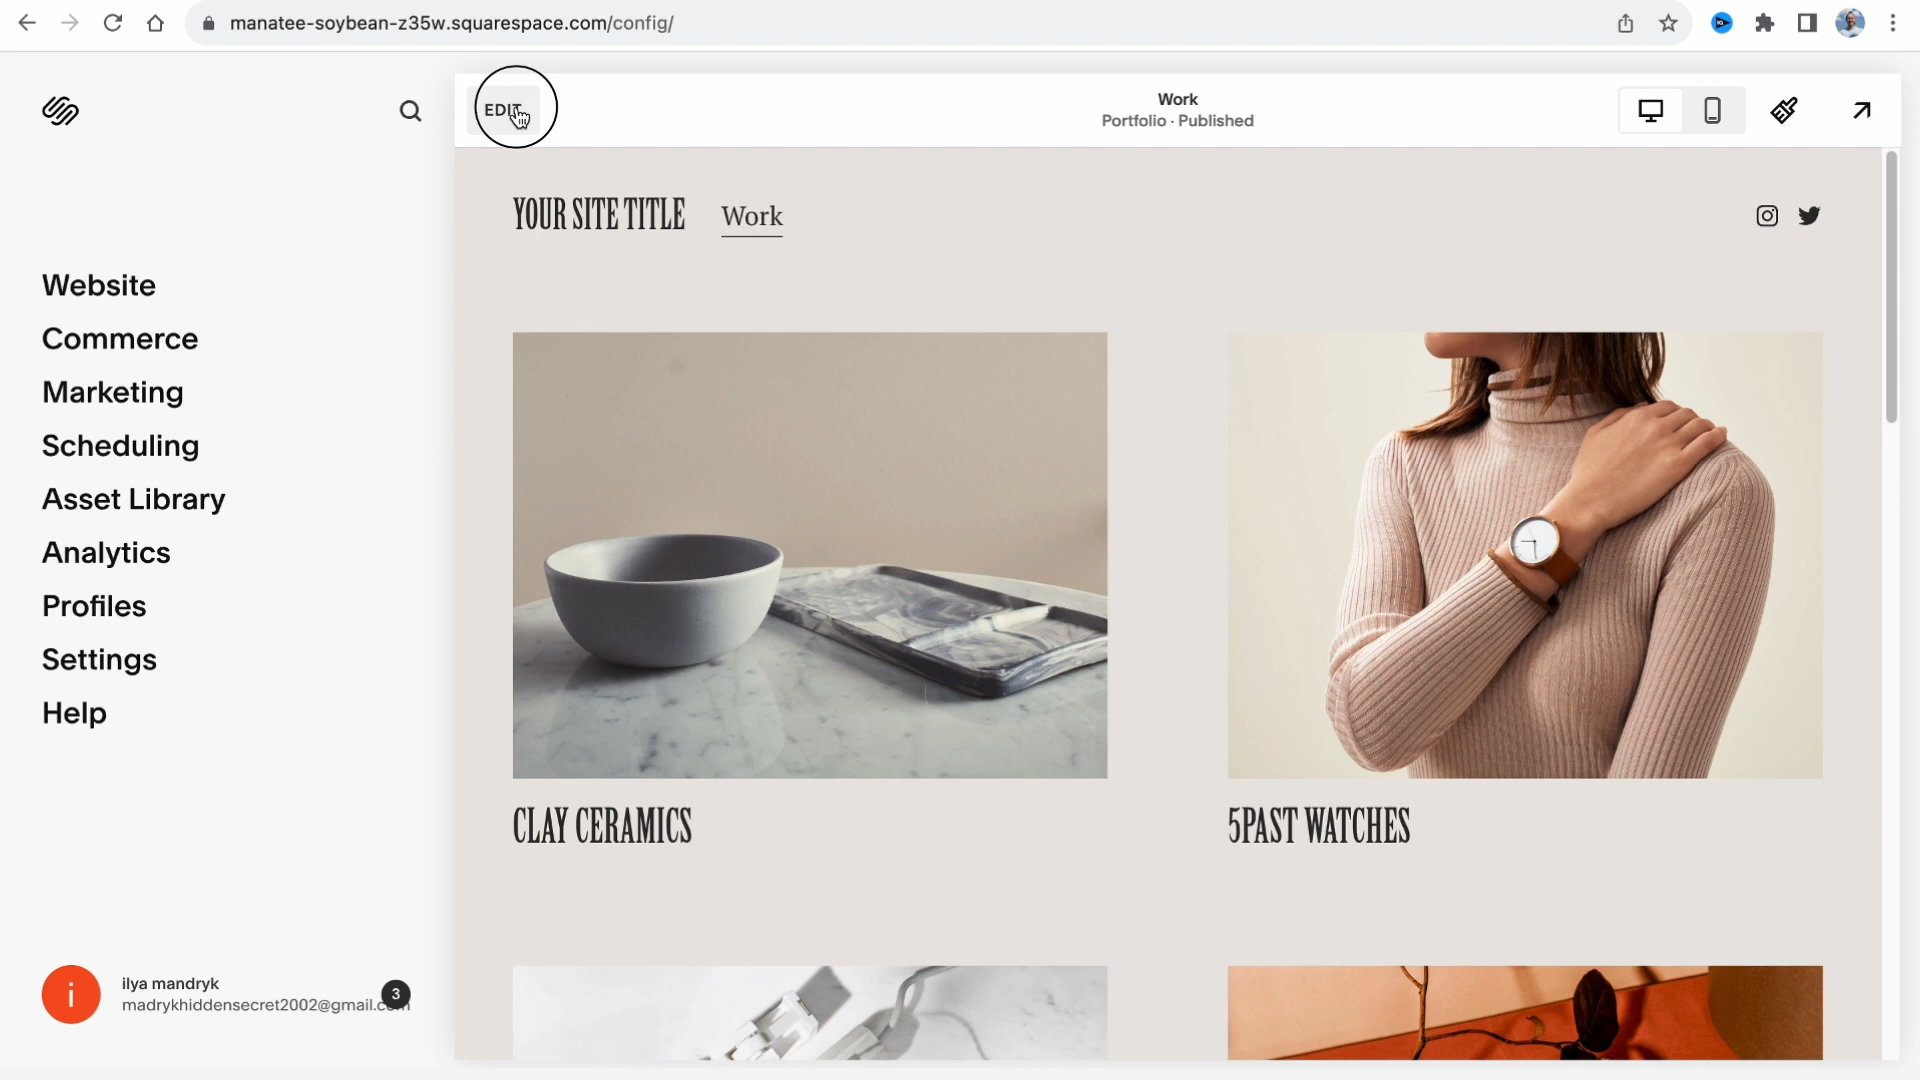 manatee-soybean-z35w.squarespace.com/config/
EDIT
Work
Portfolio · Published
YOUR SITE TITLE
Work
Website
Commerce
Marketing
Scheduling
Asset Library
Analytics
Profiles
Settings
Help
CLAY CERAMICS
5PAST WATCHES
i
ilya mandryk
madrykhiddensecret2002@gmail.com
3